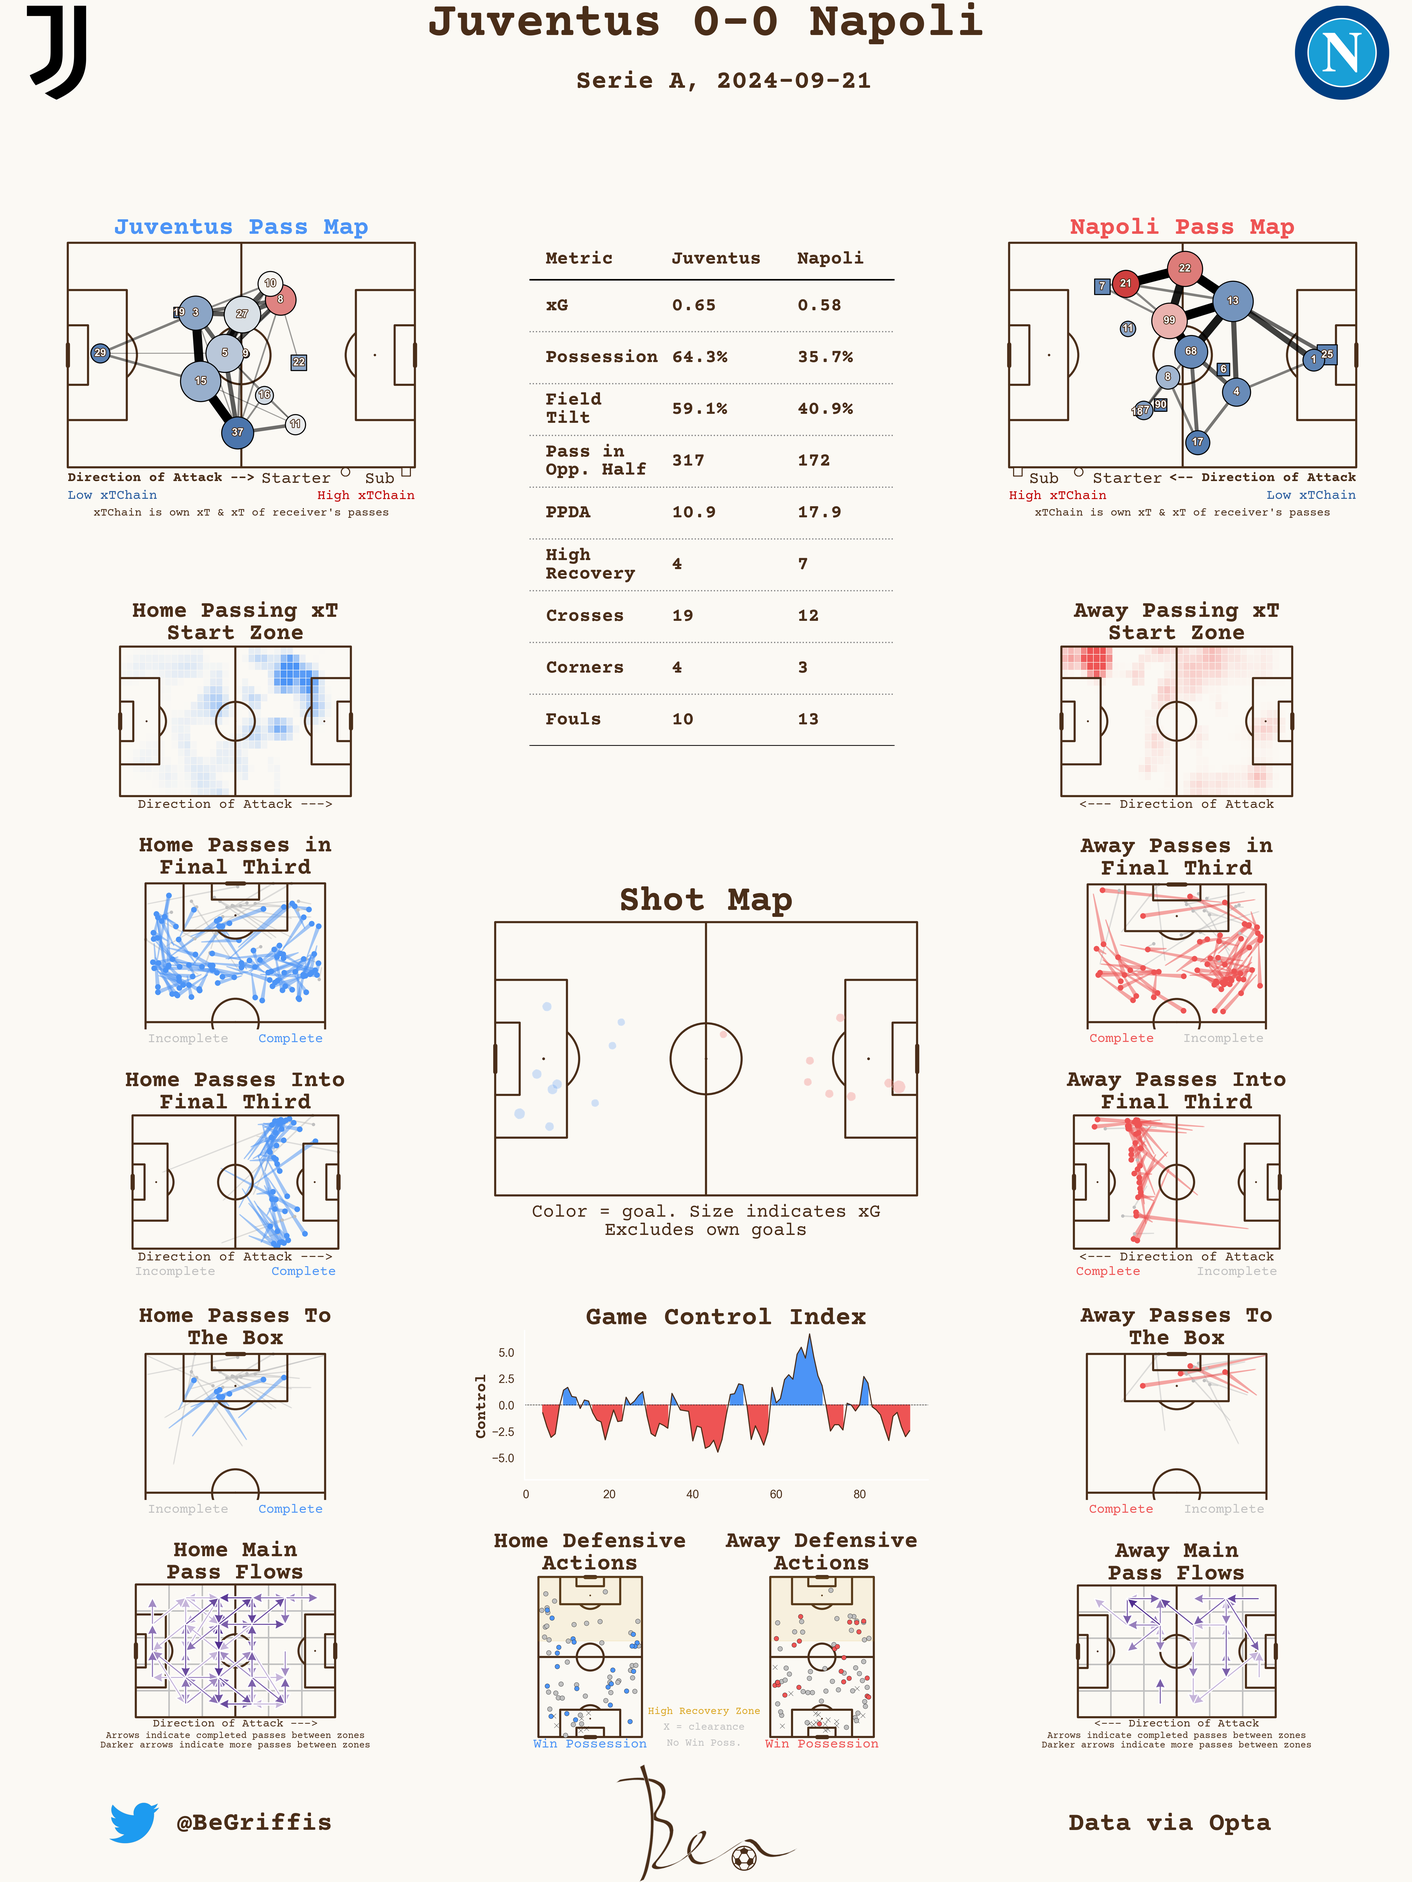 Juventus 0-0 Napoli
Serie A, 2024-09-21
N
Juventus Pass Map
10
8
19
3
27
29
5
9
22
15
16
11
37
Direction of Attack --> Starter Sub
Low xTChain High xTChain
xTChain is own xT & xT of receiver's passes
Metric Juventus Napoli
xG 0.65 0.58
Possession 64.3% 35.7%
Field
Tilt 59.1% 40.9%
Pass in
Opp. Half 317 172
PPDA 10.9 17.9
High
Recovery 4 7
Crosses 19 12
Corners 4 3
Fouls 10 13
Napoli Pass Map
22
7
21
13
99
11
68
1
25
6
8
4
90
17
Sub Starter <-- Direction of Attack
High xTChain Low xTChain
xTChain is own xT & xT of receiver's passes
Home Passing xT
Start Zone
Direction of Attack --->
Away Passing xT
Start Zone
<--- Direction of Attack
Home Passes in
Final Third
Incomplete Complete
Away Passes in
Final Third
Complete Incomplete
Shot Map
Color = goal. Size indicates xG
Excludes own goals
Home Passes Into
Final Third
Direction of Attack --->
Incomplete Complete
Away Passes Into
Final Third
<--- Direction of Attack
Complete Incomplete
Home Passes To
The Box
Incomplete Complete
Game Control Index
Control
5.0
2.5
0.0
−2.5
−5.0
0 20 40 60 80
Away Passes To
The Box
Complete Incomplete
Home Main
Pass Flows
Direction of Attack --->
Arrows indicate completed passes between zones
Darker arrows indicate more passes between zones
Home Defensive
Actions
Win Possession
Away Defensive
Actions
Win Possession
High Recovery Zone
X = clearance
No Win Poss.
Away Main
Pass Flows
<--- Direction of Attack
Arrows indicate completed passes between zones
Darker arrows indicate more passes between zones
@BeGriffis
Ben
Data via Opta